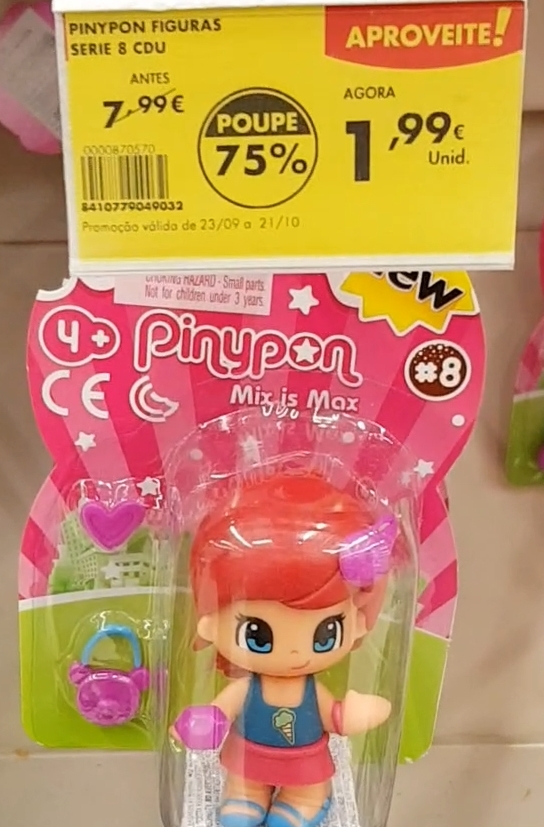 PINYPON FIGURAS
SERIE 8 CDU
APROVEITE!
ANTES
7,99€
POUPE
75%
AGORA
1,99€
Unid.
0000870570
8410779049032
Promoção válida de 23/09 a 21/10
CHOKING HAZARD - Small parts.
Not for children under 3 years.
New
4+
Pinypon
#8
CE
Mix is Max